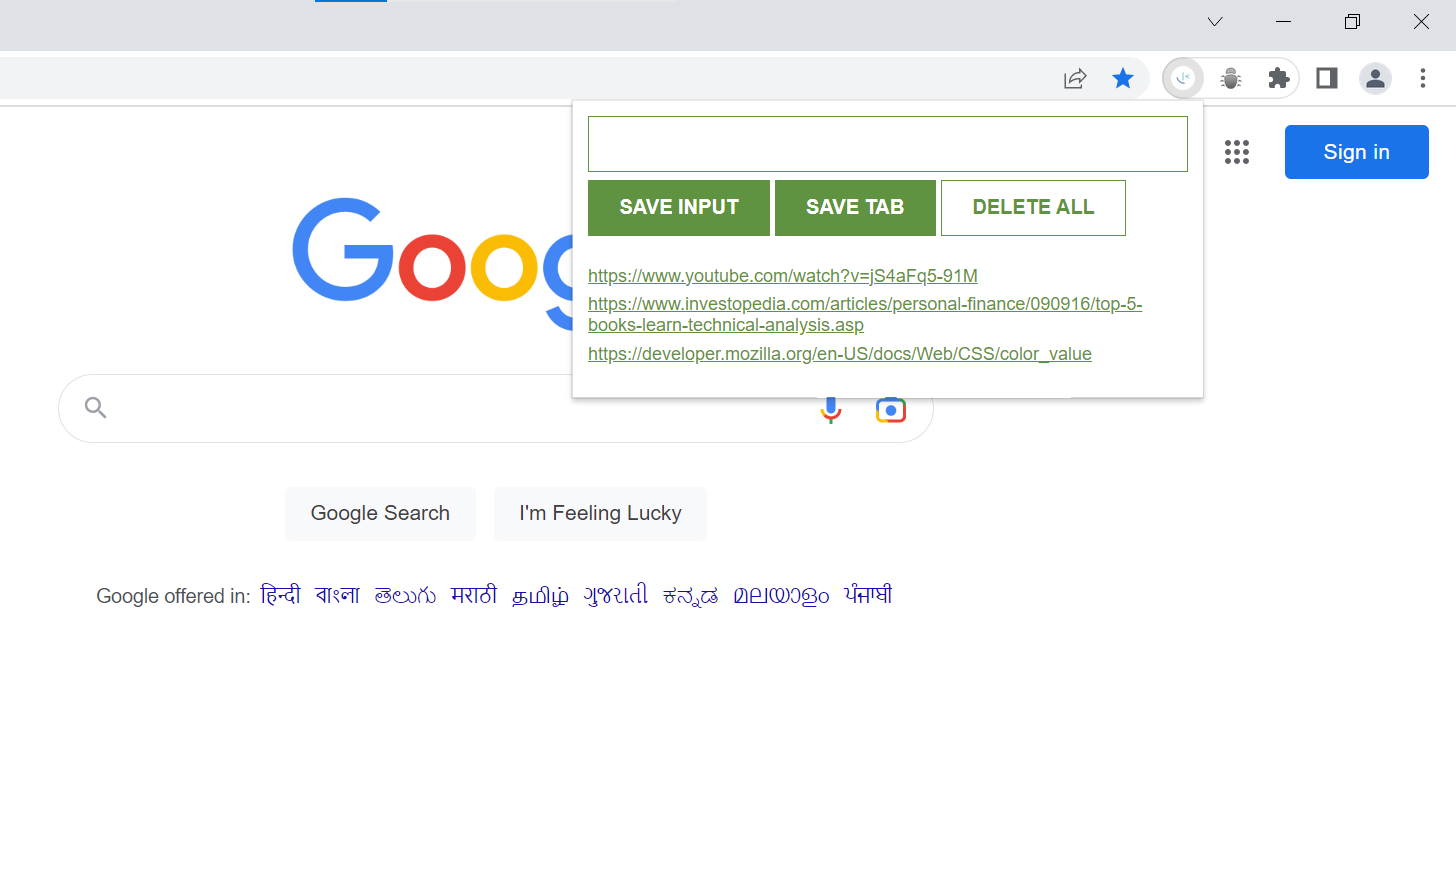 Sign in
SAVE INPUT SAVE TAB DELETE ALL
https://www.youtube.com/watch?v=jS4aFq5-91M
https://www.investopedia.com/articles/personal-finance/090916/top-5-
books-learn-technical-analysis.asp
https://developer.mozilla.org/en-US/docs/Web/CSS/color_value
Goog
Google Search I'm Feeling Lucky
Google offered in: हिन्दी বাংলা తెలుగు मराठी தமிழ் ગુજરાતી ಕನ್ನಡ മലയാളം ਪੰਜਾਬੀ